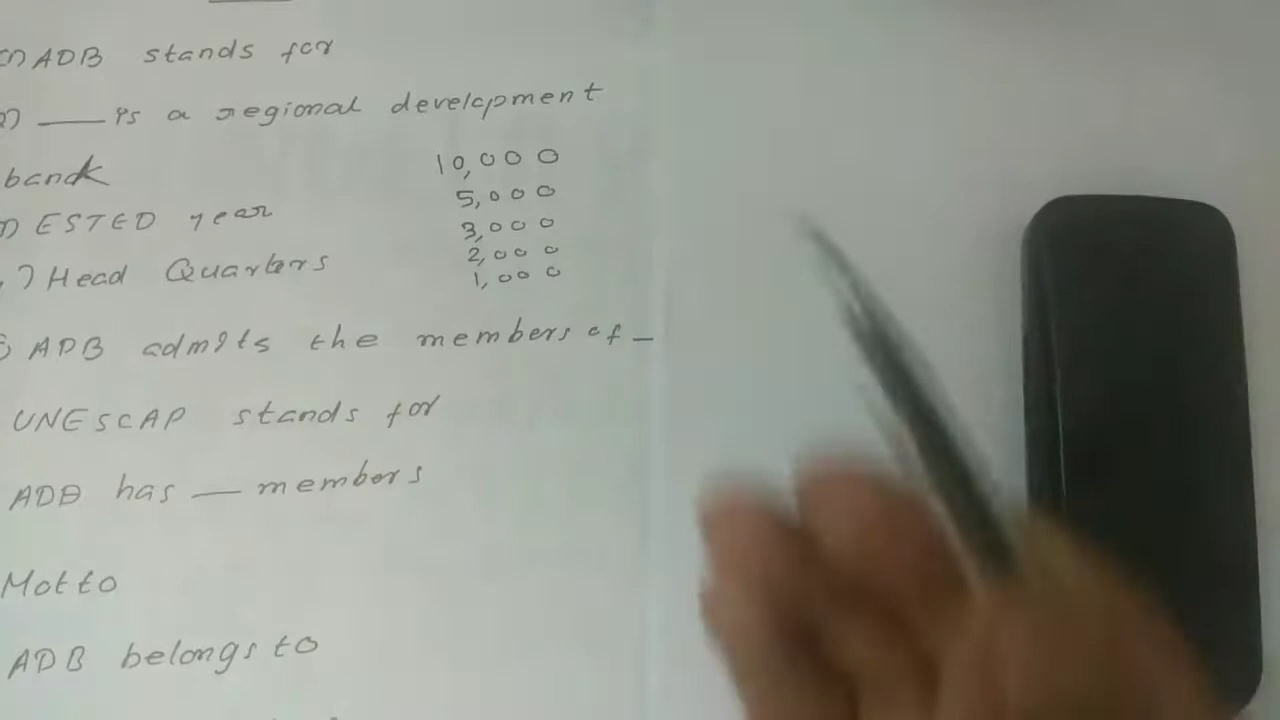 1) ADB stands for
2) ___ is a regional development
bank
10,000
5,000
) ESTED year
3,000
2,000
) Head Quarters
1,000
) ADB admits the members of _
UNESCAP stands for
ADB has ___ members
Motto
ADB belongs to